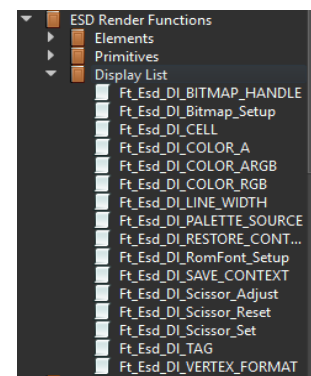 ESD Render Functions
Elements
Primitives
Display List
Ft_Esd_Dl_BITMAP_HANDLE
Ft_Esd_Dl_Bitmap_Setup
Ft_Esd_Dl_CELL
Ft_Esd_Dl_COLOR_A
Ft_Esd_Dl_COLOR_ARGB
Ft_Esd_Dl_COLOR_RGB
Ft_Esd_Dl_LINE_WIDTH
Ft_Esd_Dl_PALETTE_SOURCE
Ft_Esd_Dl_RESTORE_CONT...
Ft_Esd_Dl_RomFont_Setup
Ft_Esd_Dl_SAVE_CONTEXT
Ft_Esd_Dl_Scissor_Adjust
Ft_Esd_Dl_Scissor_Reset
Ft_Esd_Dl_Scissor_Set
Ft_Esd_Dl_TAG
Ft_Esd_Dl_VERTEX_FORMAT